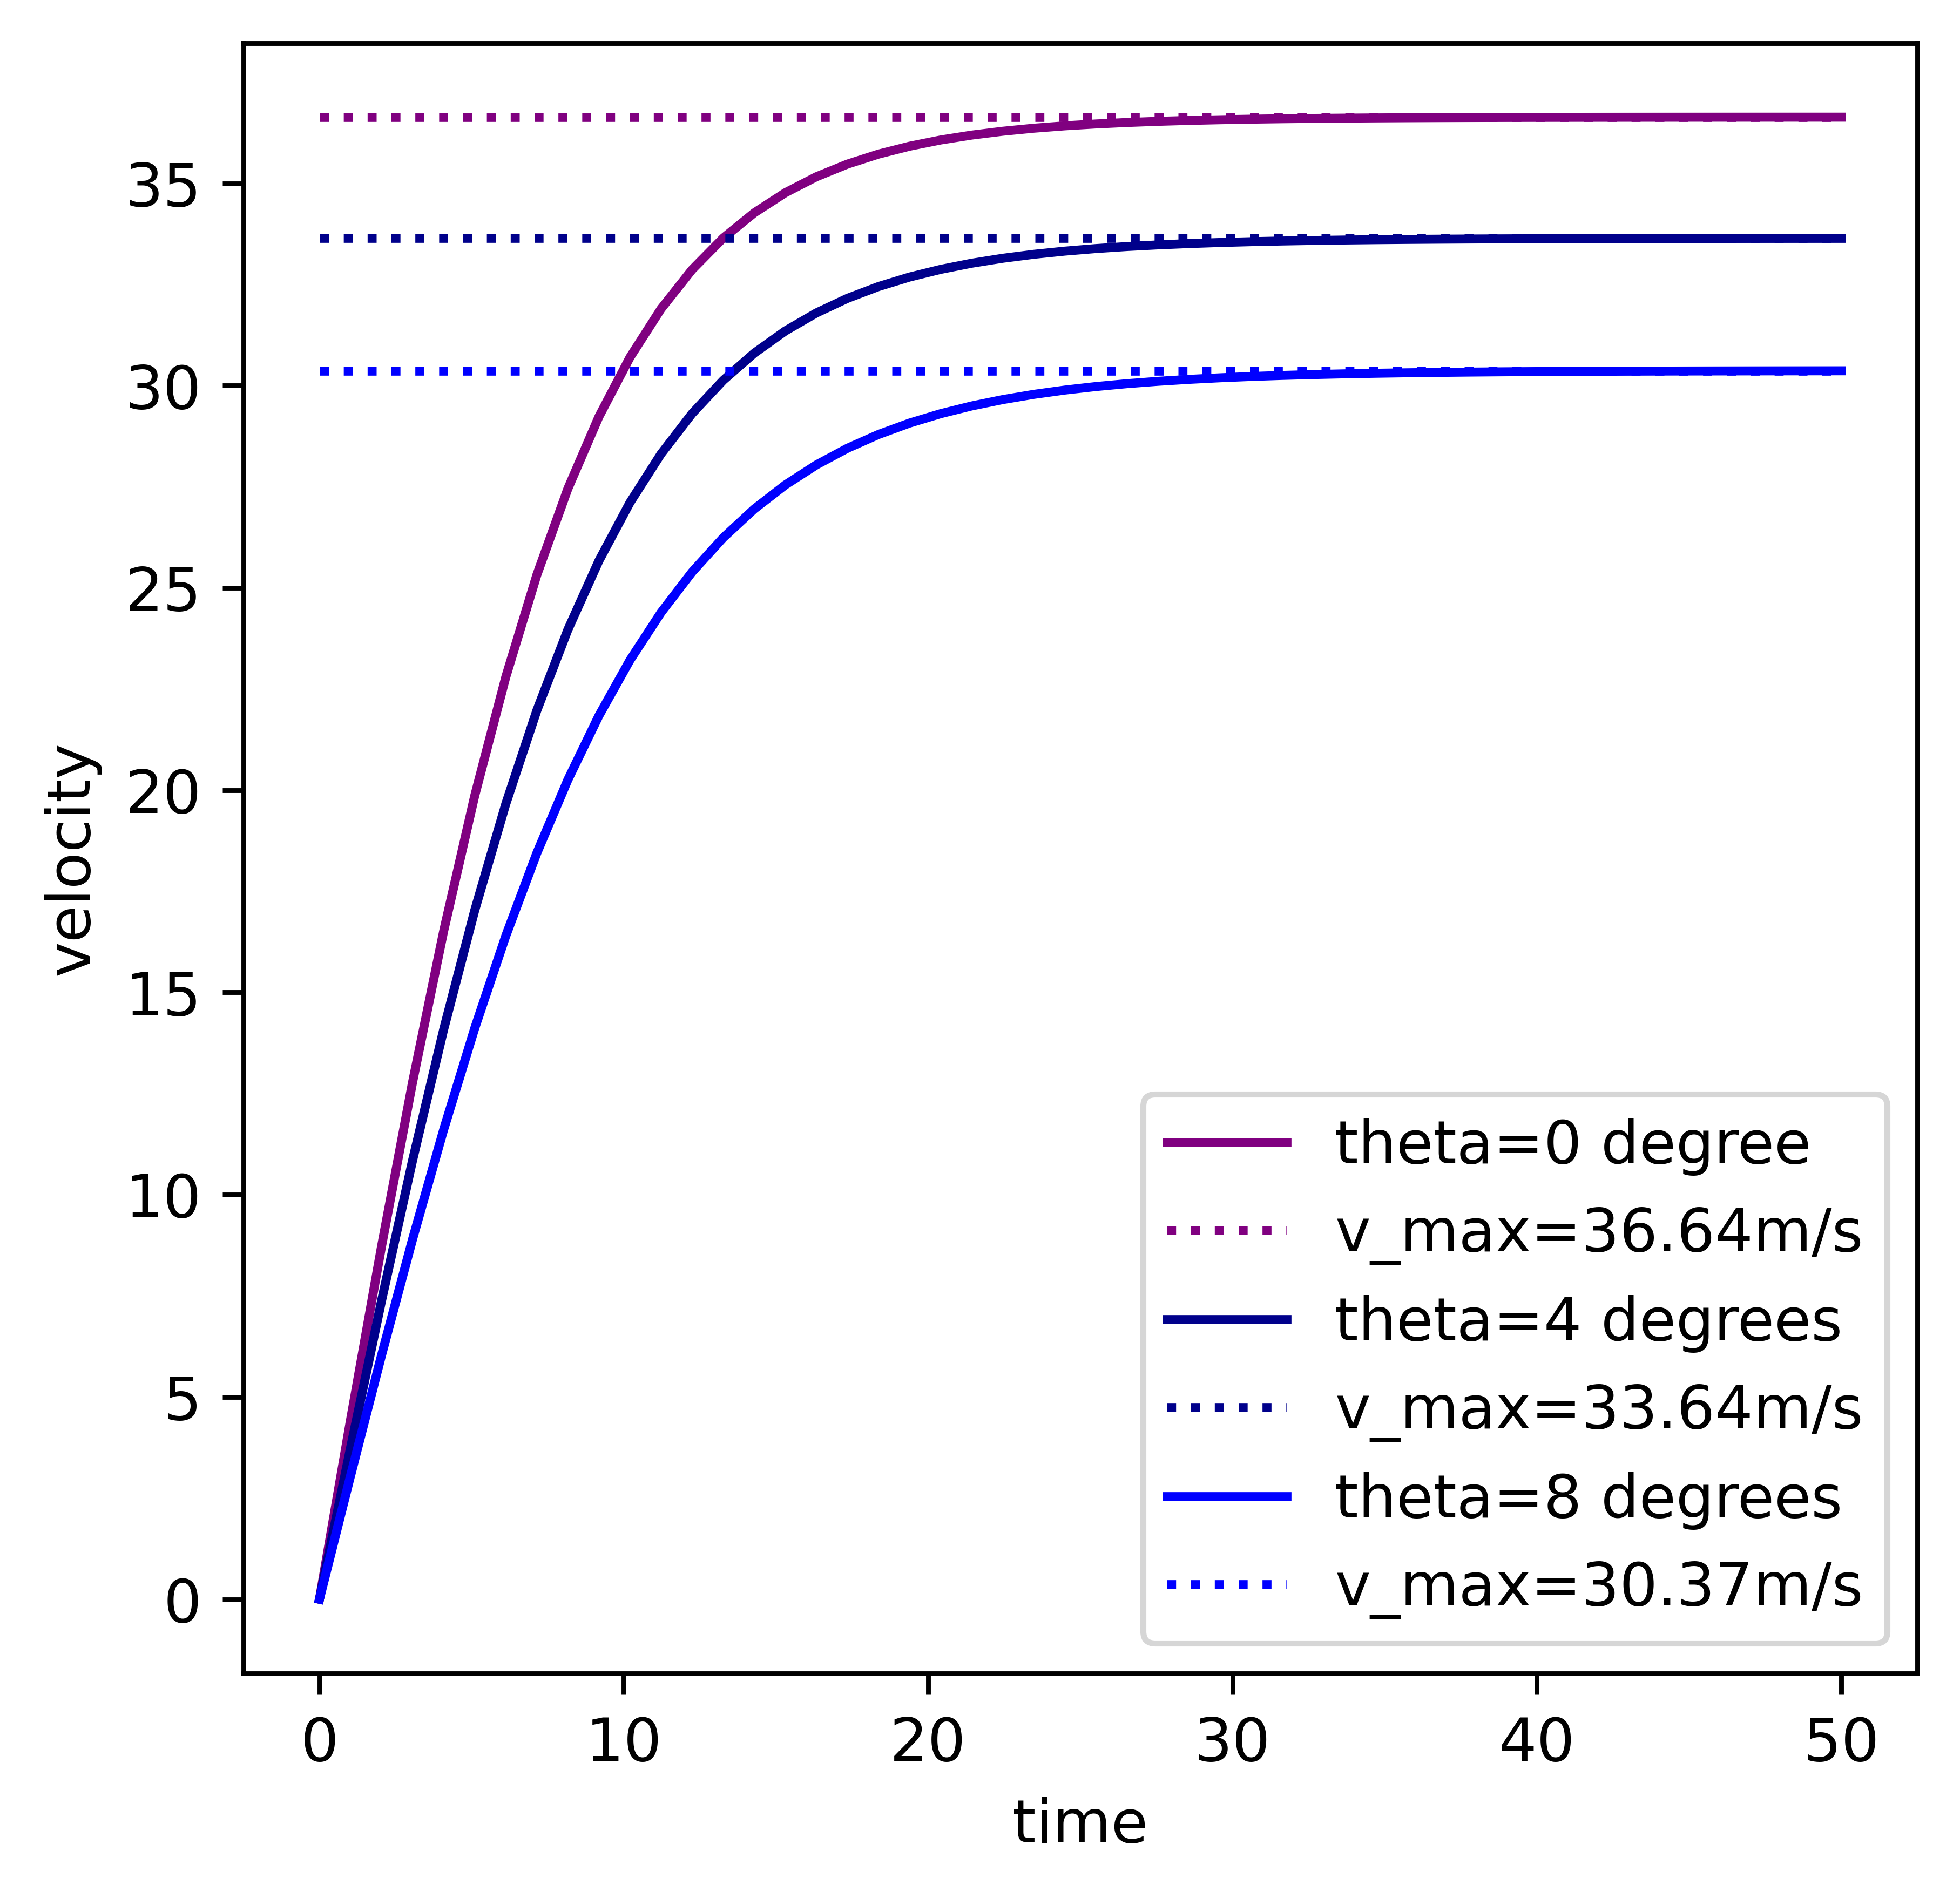 35
30
25
20
15
10
5
0
velocity
theta=0 degree
v_max=36.64m/s
theta=4 degrees
v_max=33.64m/s
theta=8 degrees
v_max=30.37m/s
0 10 20 30 40 50
time